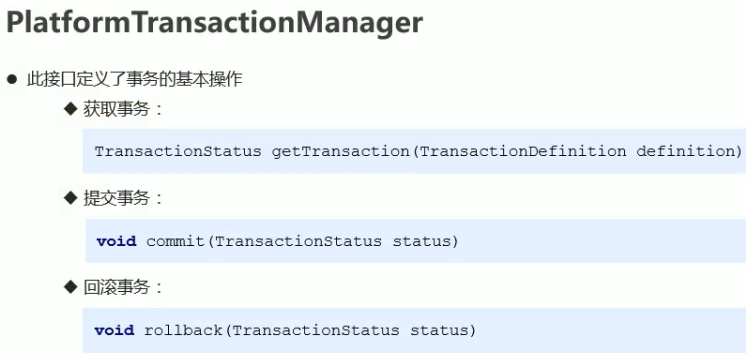 PlatformTransactionManager
此接口定义了事务的基本操作
获取事务：
TransactionStatus getTransaction(TransactionDefinition definition)
提交事务：
void commit(TransactionStatus status)
回滚事务：
void rollback(TransactionStatus status)